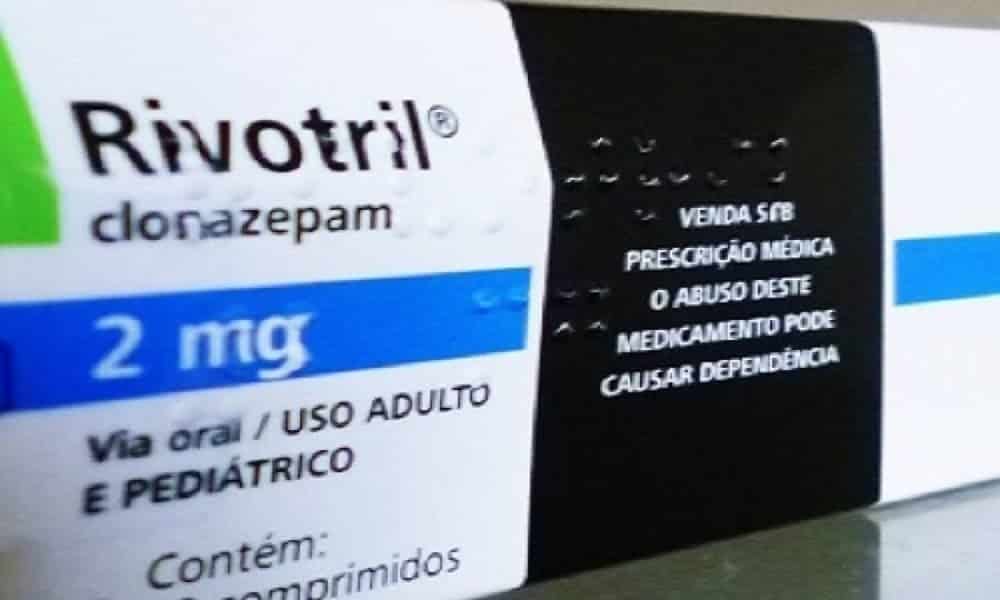 Rivotril®
clonazepam
2 mg
Via oral / USO ADULTO
E PEDIÁTRICO
Contém:
comprimidos
VENDA SOB
PRESCRIÇÃO MÉDICA
O ABUSO DESTE
MEDICAMENTO PODE
CAUSAR DEPENDÊNCIA